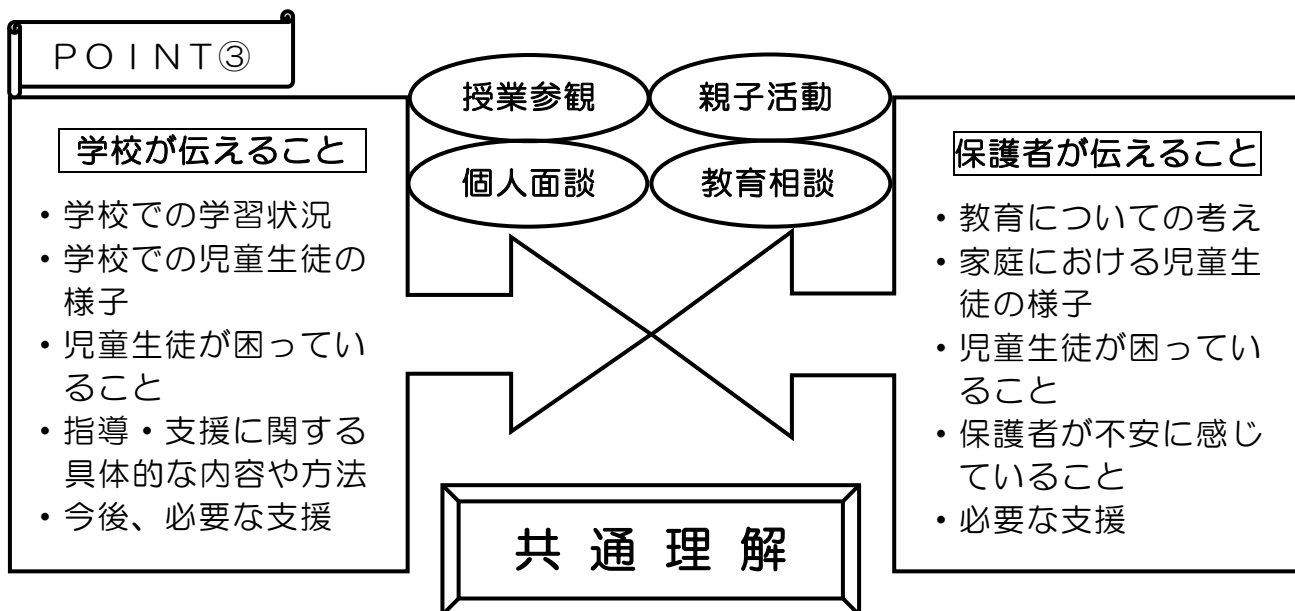 POINT③
授業参観
親子活動
個人面談
教育相談
学校が伝えること
・学校での学習状況
・学校での児童生徒の
様子
・児童生徒が困ってい
ること
・指導・支援に関する
具体的な内容や方法
・今後、必要な支援
保護者が伝えること
・教育についての考え
・家庭における児童生
徒の様子
・児童生徒が困ってい
ること
・保護者が不安に感じ
ていること
・必要な支援
共通理解